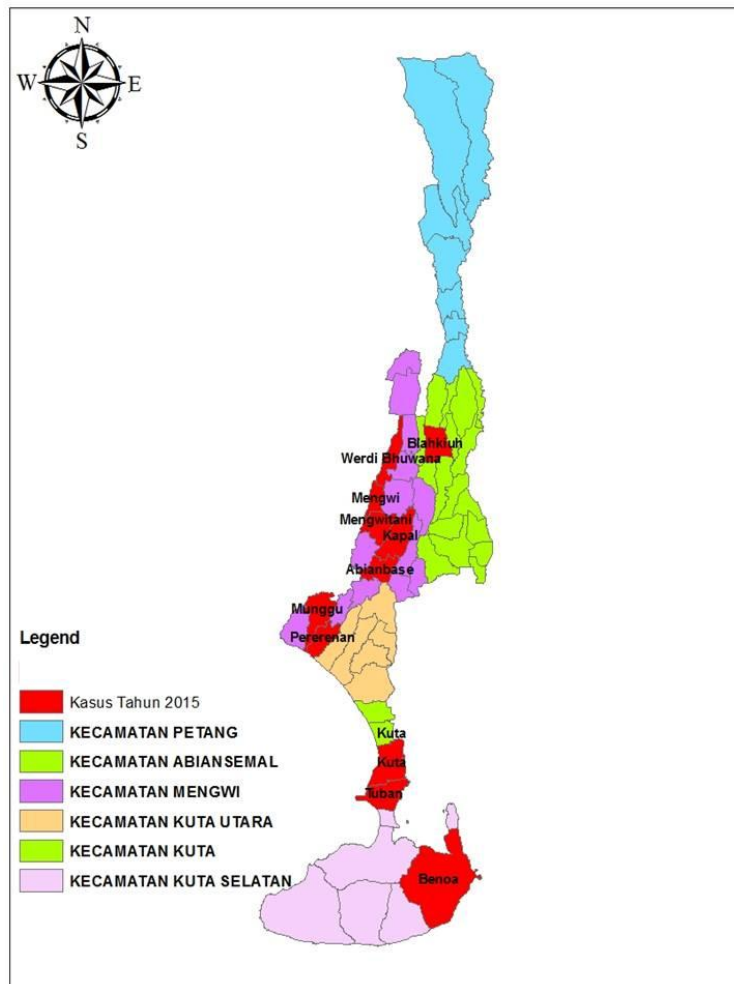 N
W E
S
Blahkiuh
Werdi Bhuwana
Mengwi
Mengwitani
Kapal
Abianbase
Munggu
Pererenan
Kuta
Kuta
Tuban
Benoa
Legend
Kasus Tahun 2015
KECAMATAN PETANG
KECAMATAN ABIANSEMAL
KECAMATAN MENGWI
KECAMATAN KUTA UTARA
KECAMATAN KUTA
KECAMATAN KUTA SELATAN